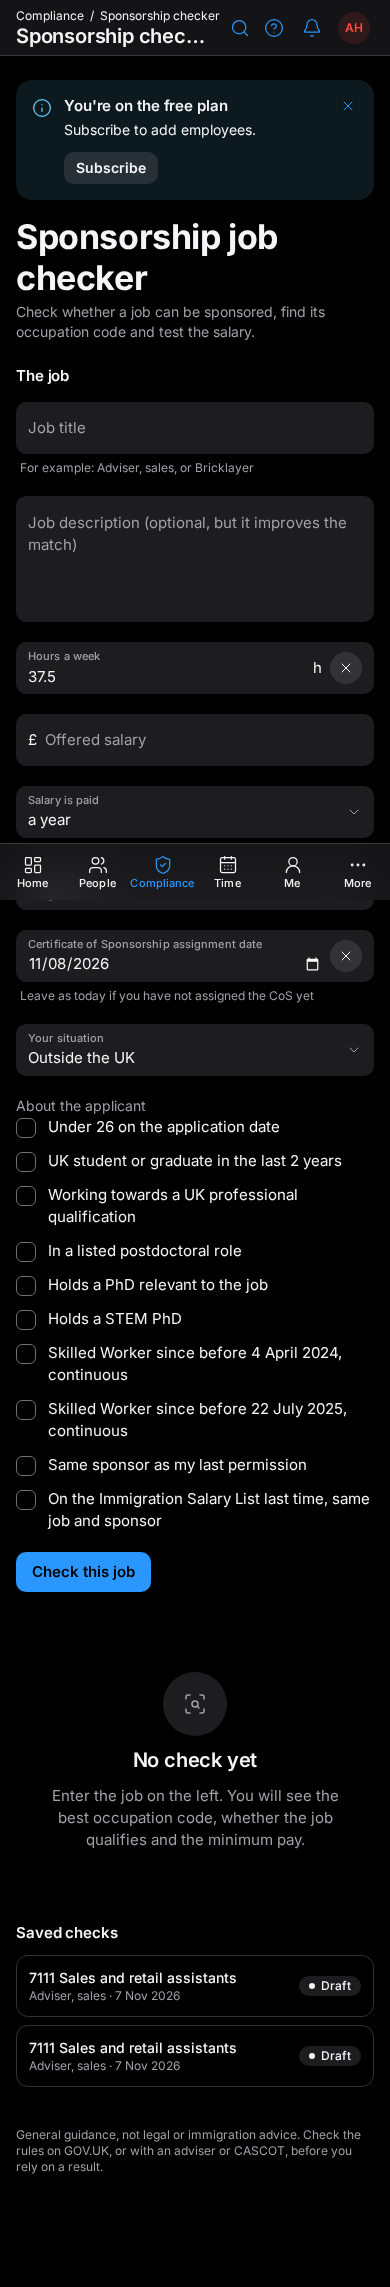 Compliance / Sponsorship checker
Sponsorship chec...
AH
You're on the free plan
Subscribe to add employees.
Subscribe
Sponsorship job
checker
Check whether a job can be sponsored, find its
occupation code and test the salary.
The job
Job title
For example: Adviser, sales, or Bricklayer
Job description (optional, but it improves the
match)
Hours a week
37.5
h
£ Offered salary
Salary is paid
a year
Home
People
Compliance
Time
Me
More
Certificate of Sponsorship assignment date
11/08/2026
Leave as today if you have not assigned the CoS yet
Your situation
Outside the UK
About the applicant
Under 26 on the application date
UK student or graduate in the last 2 years
Working towards a UK professional
qualification
In a listed postdoctoral role
Holds a PhD relevant to the job
Holds a STEM PhD
Skilled Worker since before 4 April 2024,
continuous
Skilled Worker since before 22 July 2025,
continuous
Same sponsor as my last permission
On the Immigration Salary List last time, same
job and sponsor
Check this job
No check yet
Enter the job on the left. You will see the
best occupation code, whether the job
qualifies and the minimum pay.
Saved checks
7111 Sales and retail assistants
Adviser, sales · 7 Nov 2026
Draft
7111 Sales and retail assistants
Adviser, sales · 7 Nov 2026
Draft
General guidance, not legal or immigration advice. Check the
rules on GOV.UK, or with an adviser or CASCOT, before you
rely on a result.